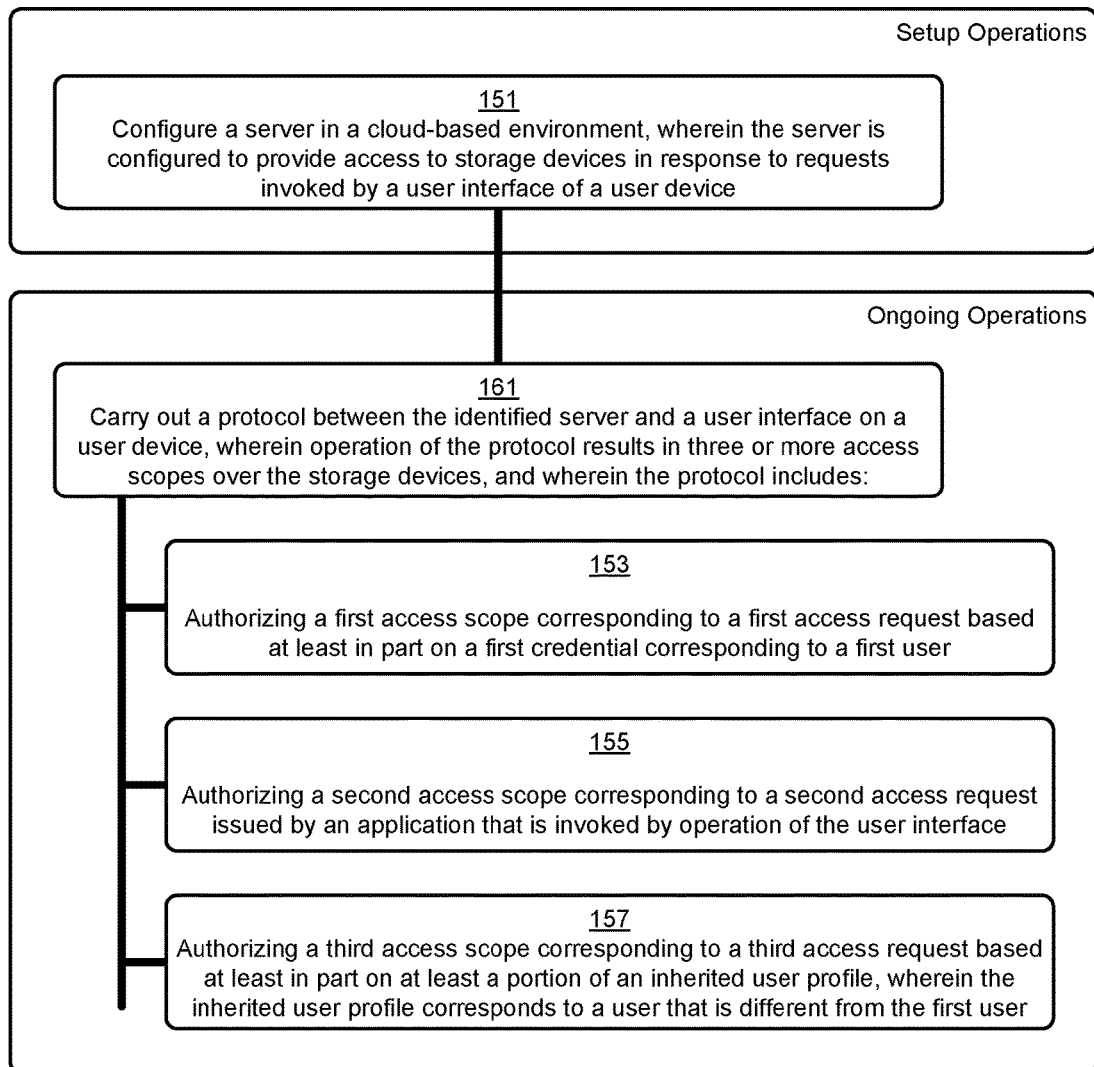 Setup Operations
151
Configure a server in a cloud-based environment, wherein the server is
configured to provide access to storage devices in response to requests
invoked by a user interface of a user device
Ongoing Operations
161
Carry out a protocol between the identified server and a user interface on a
user device, wherein operation of the protocol results in three or more access
scopes over the storage devices, and wherein the protocol includes:
153
Authorizing a first access scope corresponding to a first access request based
at least in part on a first credential corresponding to a first user
155
Authorizing a second access scope corresponding to a second access request
issued by an application that is invoked by operation of the user interface
157
Authorizing a third access scope corresponding to a third access request based
at least in part on at least a portion of an inherited user profile, wherein the
inherited user profile corresponds to a user that is different from the first user